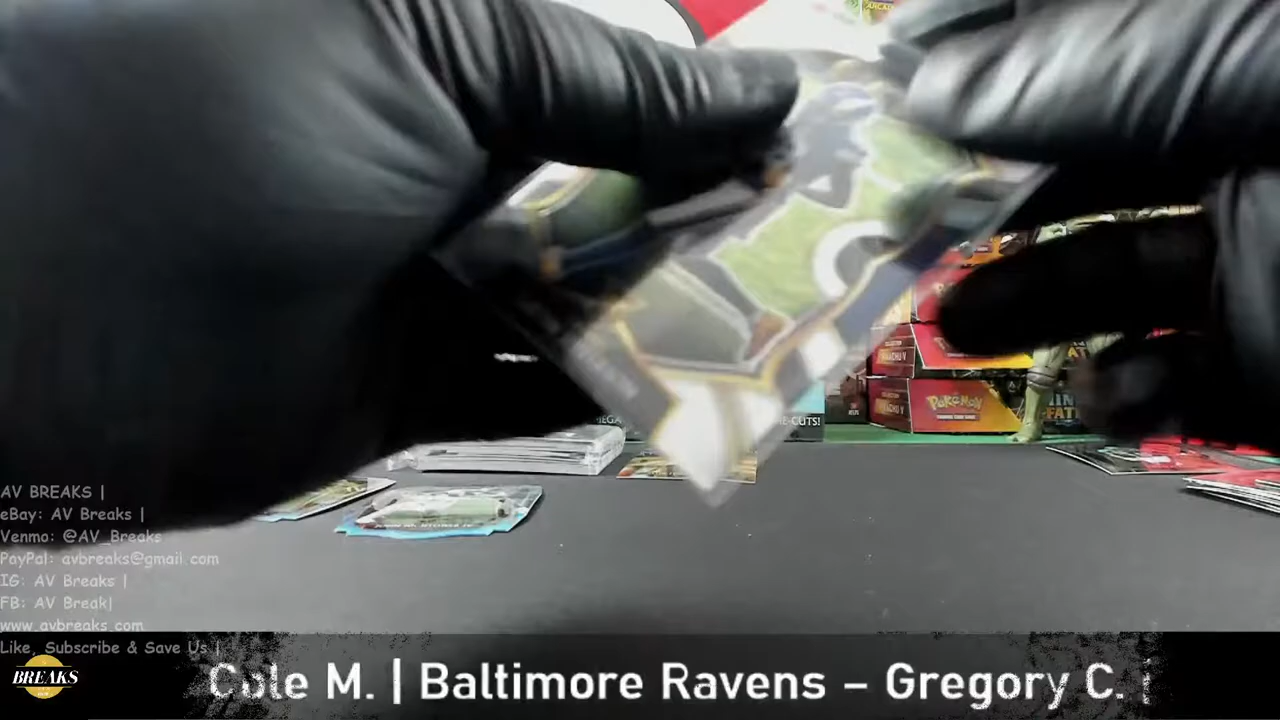 PIKACHU V
POKéMON
E-CUTS!
AV BREAKS |
eBay: AV Breaks |
Venmo: @AV_Breaks
PayPal: avbreaks@gmail.com
IG: AV Breaks |
FB: AV Break|
www.avbreaks.com
Like, Subscribe & Save Us |
BREAKS
Cole M. | Baltimore Ravens – Gregory C. |